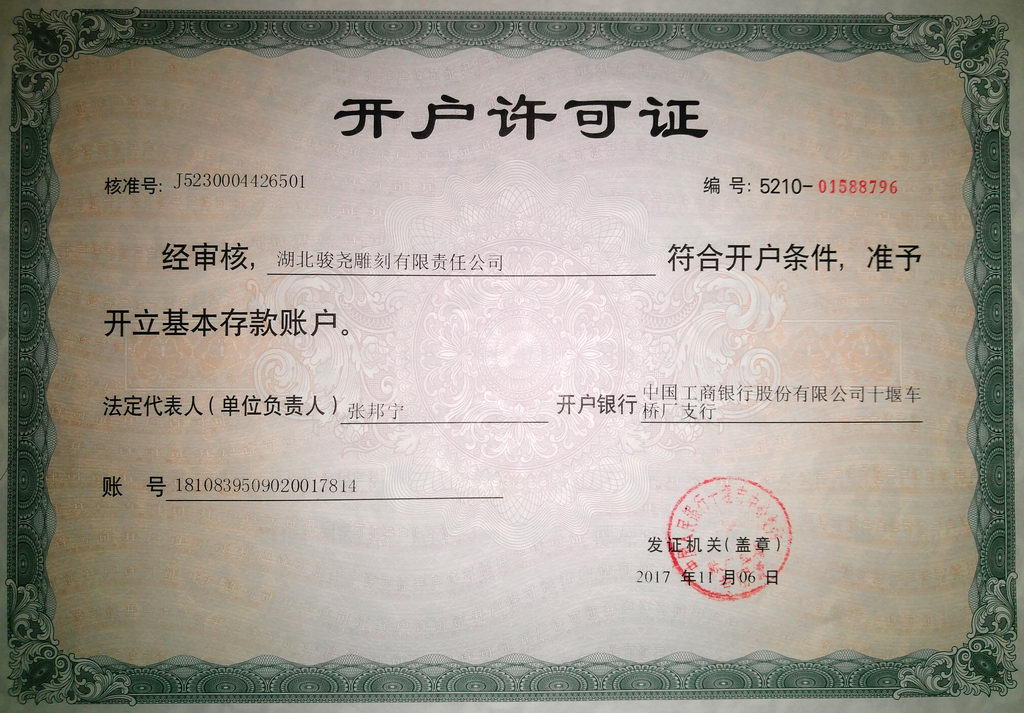 开户许可证
核准号: J5230004426501
编 号: 5210-01588796
经审核, 湖北骏尧雕刻有限责任公司 符合开户条件, 准予
开立基本存款账户。
法定代表人(单位负责人) 张邦宁
开户银行 中国工商银行股份有限公司十堰车
桥厂支行
账 号 1810839509020017814
发证机关(盖章)
2017 年11 月06 日